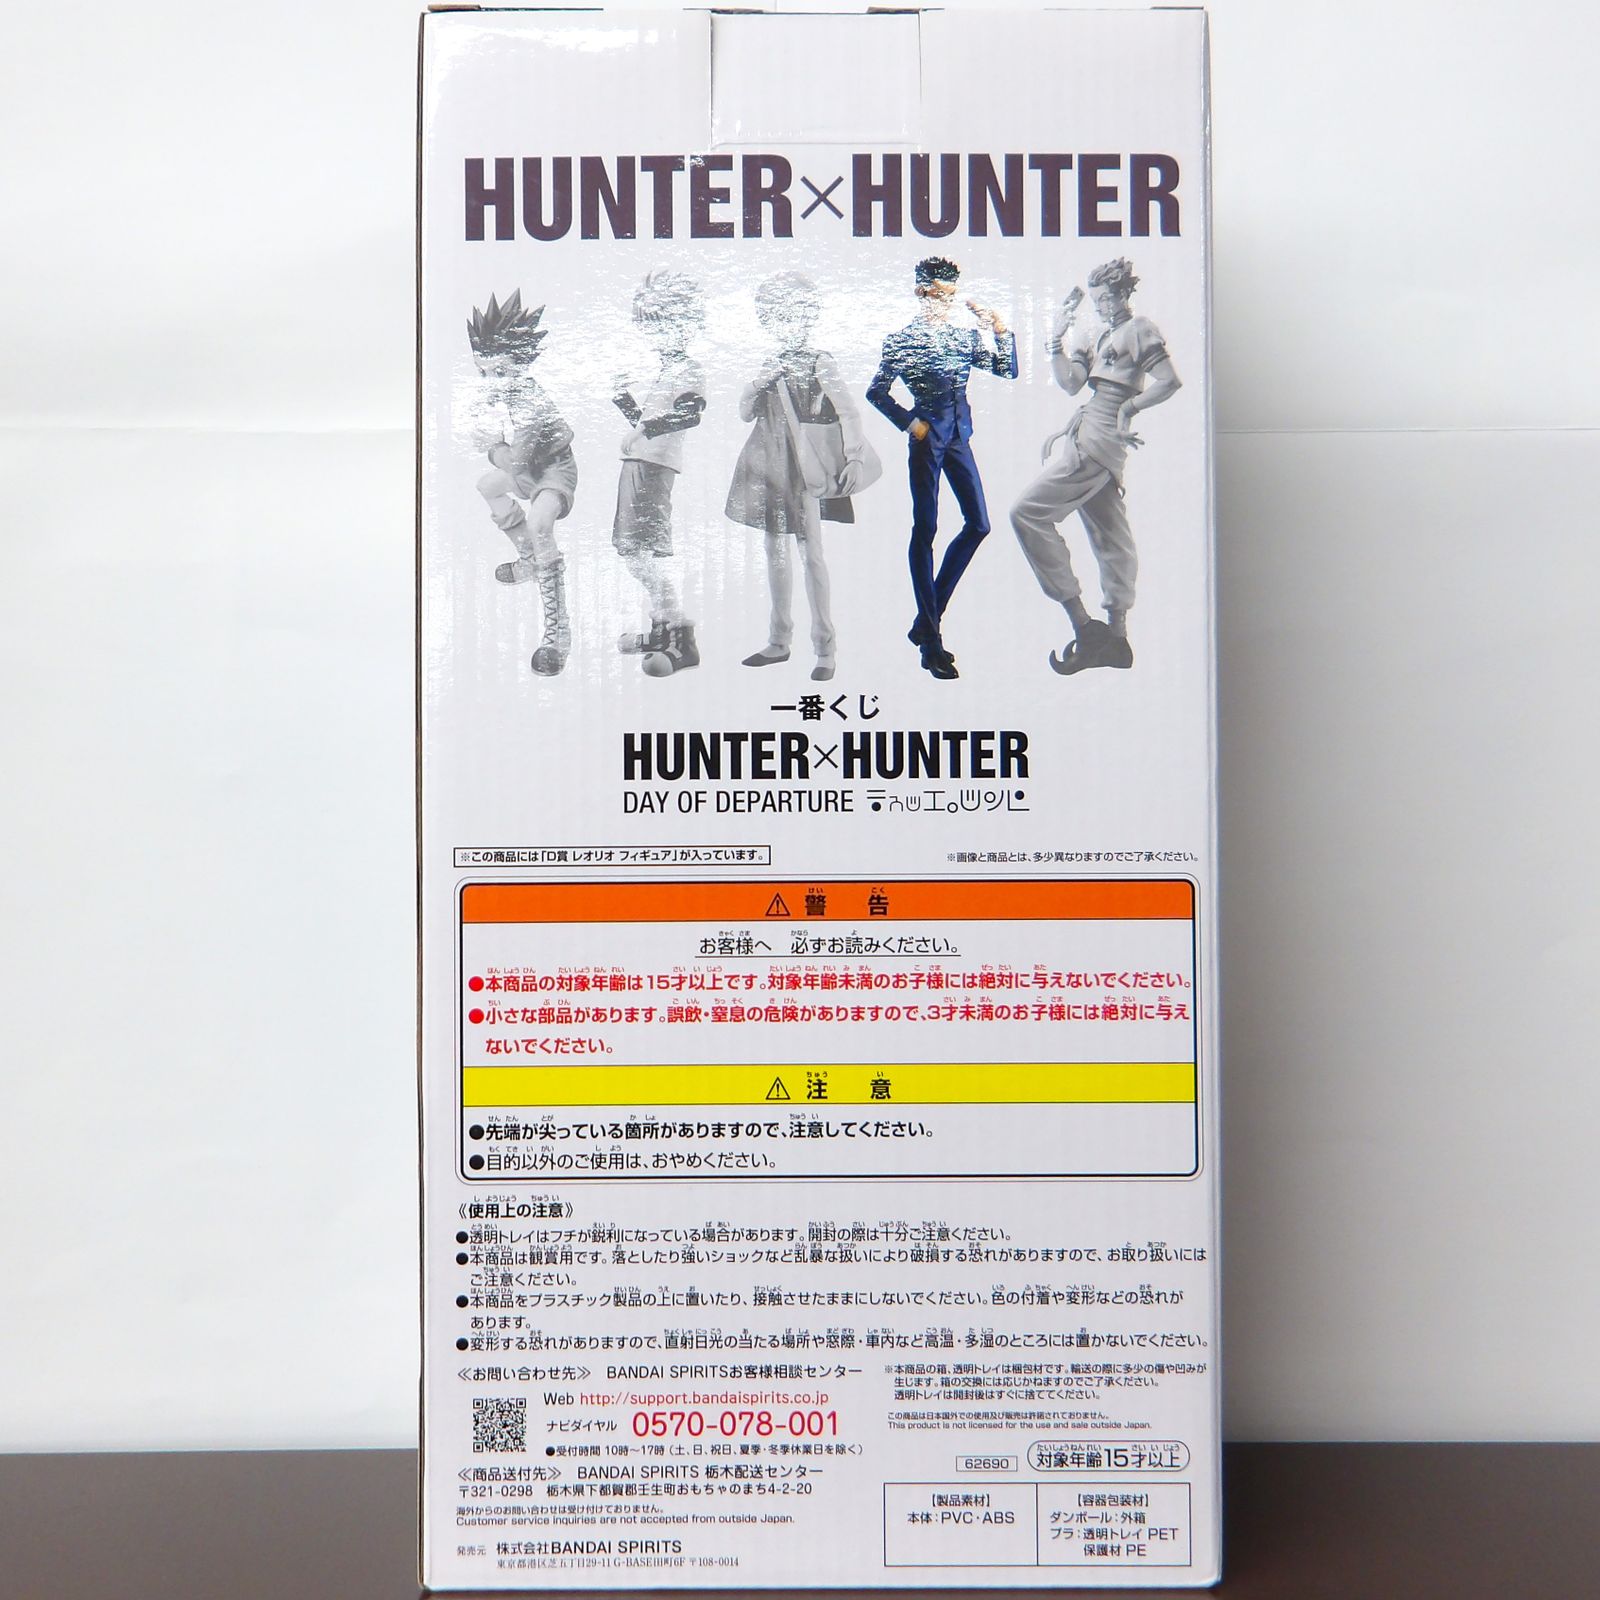 HUNTER×HUNTER
一番くじ
HUNTER×HUNTER
DAY OF DEPARTURE
※この商品には「D賞 レオリオ フィギュア」が入っています。
※画像と商品とは、多少異なりますのでご了承ください。
⚠ 警告
お客様へ 必ずお読みください。
●本商品の対象年齢は15才以上です。対象年齢未満のお子様には絶対に与えないでください。
●小さな部品があります。誤飲・窒息の危険がありますので、3才未満のお子様には絶対に与え
ないでください。
⚠ 注意
●先端が尖っている箇所がありますので、注意してください。
●目的以外のご使用は、おやめください。
《使用上の注意》
●透明トレイはフチが鋭利になっている場合があります。開封の際は十分ご注意ください。
●本商品は観賞用です。落としたり強いショックなど乱暴な扱いにより破損する恐れがありますので、お取り扱いには
ご注意ください。
●本商品をプラスチック製品の上に置いたり、接触させたままにしないでください。色の付着や変形などの恐れが
あります。
●変形する恐れがありますので、直射日光の当たる場所や窓際・車内など高温・多湿のところには置かないでください。
≪お問い合わせ先≫ BANDAI SPIRITSお客様相談センター
Web http://support.bandaispirits.co.jp
ナビダイヤル 0570-078-001
●受付時間 10時~17時(土、日、祝日、夏季・冬季休業日を除く)
≪商品送付先≫ BANDAI SPIRITS 栃木配送センター
〒321-0298 栃木県下都賀郡壬生町おもちゃのまち4-2-20
海外からのお問い合わせは受け付けておりません。
Customer service inquiries are not accepted from outside Japan.
発売元 株式会社BANDAI SPIRITS
東京都港区芝五丁目29-11 G-BASE田町6F 〒108-0014
※本商品の箱、透明トレイは梱包材です。輸送の際に多少の傷や凹みが
生じます。箱の交換には応じかねますのでご了承ください。
透明トレイは開封後はすぐに捨ててください。
この商品は日本国外での使用及び販売は許諾されておりません。
This product is not licensed for the use and sale outside Japan.
62690
対象年齢15才以上
【製品素材】
本体:PVC・ABS
【容器包装材】
ダンボール:外箱
プラ:透明トレイ PET
保護材 PE